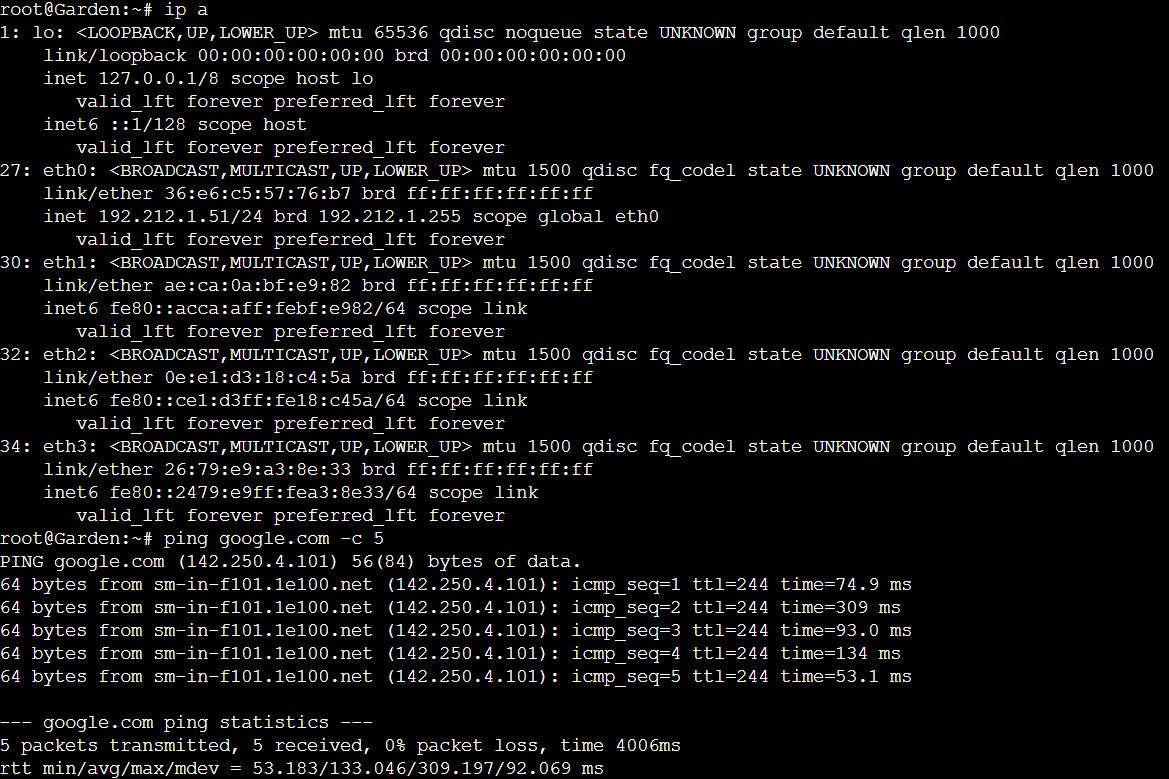 root@Garden:~# ip a
1: lo: <LOOPBACK,UP,LOWER_UP> mtu 65536 qdisc noqueue state UNKNOWN group default qlen 1000
    link/loopback 00:00:00:00:00:00 brd 00:00:00:00:00:00
    inet 127.0.0.1/8 scope host lo
       valid_lft forever preferred_lft forever
    inet6 ::1/128 scope host
       valid_lft forever preferred_lft forever
27: eth0: <BROADCAST,MULTICAST,UP,LOWER_UP> mtu 1500 qdisc fq_codel state UNKNOWN group default qlen 1000
    link/ether 36:e6:c5:57:76:b7 brd ff:ff:ff:ff:ff:ff
    inet 192.212.1.51/24 brd 192.212.1.255 scope global eth0
       valid_lft forever preferred_lft forever
30: eth1: <BROADCAST,MULTICAST,UP,LOWER_UP> mtu 1500 qdisc fq_codel state UNKNOWN group default qlen 1000
    link/ether ae:ca:0a:bf:e9:82 brd ff:ff:ff:ff:ff:ff
    inet6 fe80::acca:aff:febf:e982/64 scope link
       valid_lft forever preferred_lft forever
32: eth2: <BROADCAST,MULTICAST,UP,LOWER_UP> mtu 1500 qdisc fq_codel state UNKNOWN group default qlen 1000
    link/ether 0e:e1:d3:18:c4:5a brd ff:ff:ff:ff:ff:ff
    inet6 fe80::ce1:d3ff:fe18:c45a/64 scope link
       valid_lft forever preferred_lft forever
34: eth3: <BROADCAST,MULTICAST,UP,LOWER_UP> mtu 1500 qdisc fq_codel state UNKNOWN group default qlen 1000
    link/ether 26:79:e9:a3:8e:33 brd ff:ff:ff:ff:ff:ff
    inet6 fe80::2479:e9ff:fea3:8e33/64 scope link
       valid_lft forever preferred_lft forever
root@Garden:~# ping google.com -c 5
PING google.com (142.250.4.101) 56(84) bytes of data.
64 bytes from sm-in-f101.1e100.net (142.250.4.101): icmp_seq=1 ttl=244 time=74.9 ms
64 bytes from sm-in-f101.1e100.net (142.250.4.101): icmp_seq=2 ttl=244 time=309 ms
64 bytes from sm-in-f101.1e100.net (142.250.4.101): icmp_seq=3 ttl=244 time=93.0 ms
64 bytes from sm-in-f101.1e100.net (142.250.4.101): icmp_seq=4 ttl=244 time=134 ms
64 bytes from sm-in-f101.1e100.net (142.250.4.101): icmp_seq=5 ttl=244 time=53.1 ms

--- google.com ping statistics ---
5 packets transmitted, 5 received, 0% packet loss, time 4006ms
rtt min/avg/max/mdev = 53.183/133.046/309.197/92.069 ms